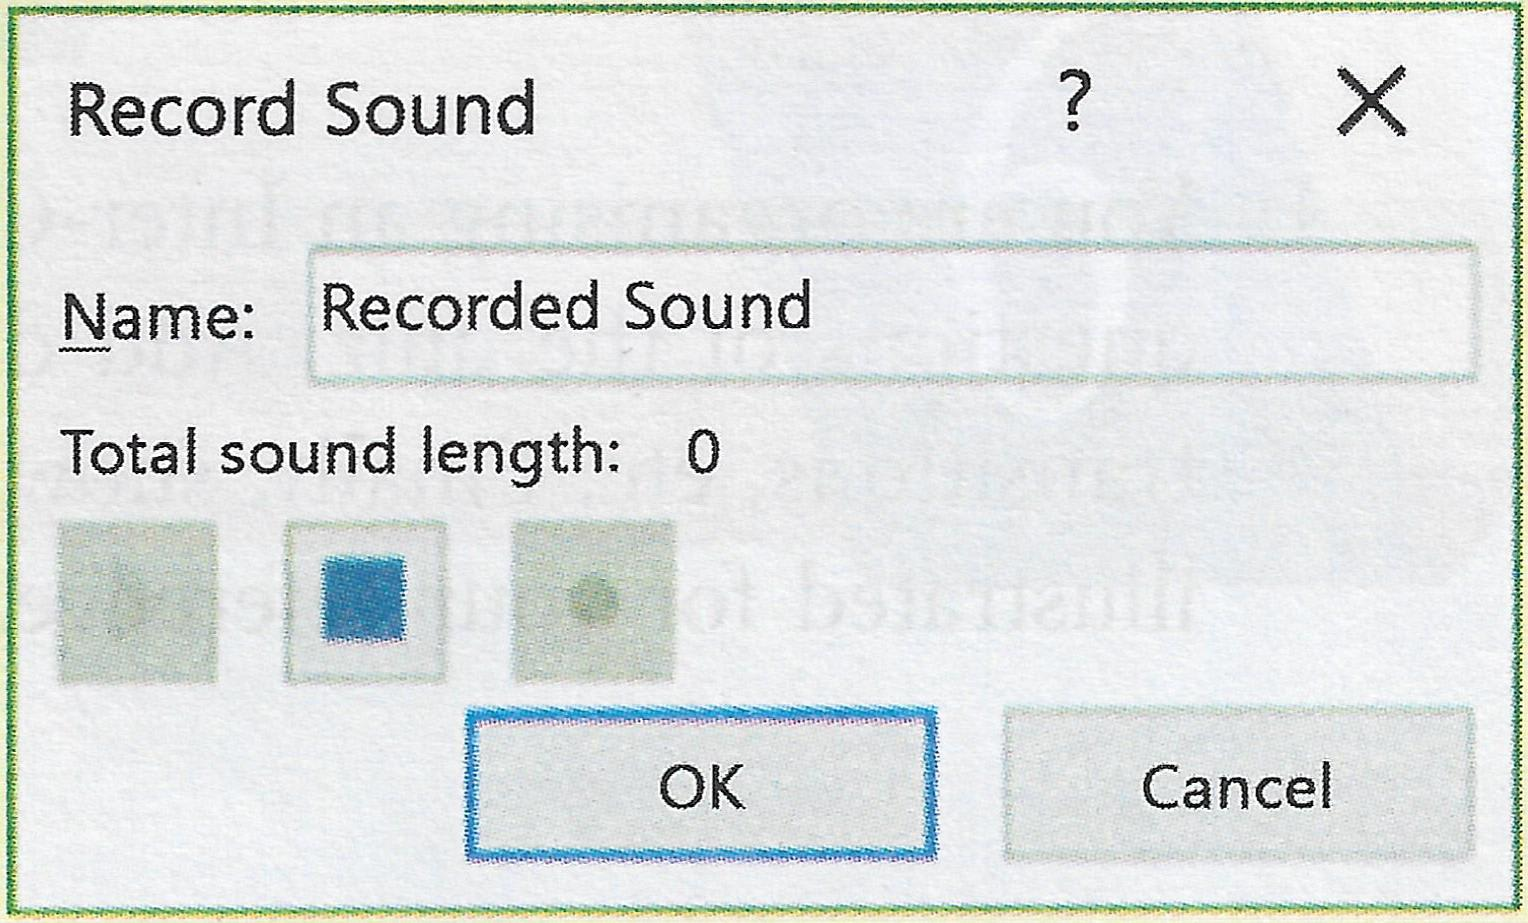 Record Sound ? ×
Name: Recorded Sound
Total sound length: 0
OK Cancel